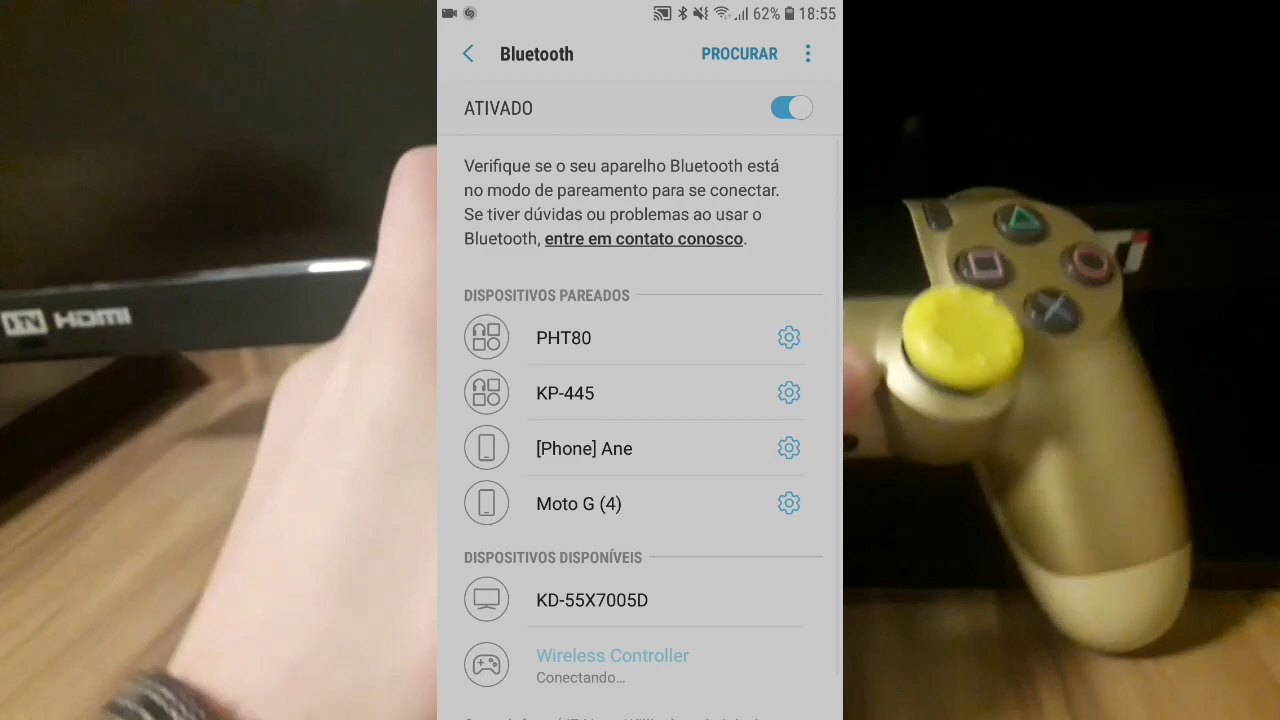 62% 18:55
Bluetooth PROCURAR
ATIVADO
Verifique se o seu aparelho Bluetooth está
no modo de pareamento para se conectar.
Se tiver dúvidas ou problemas ao usar o
Bluetooth, entre em contato conosco.
DISPOSITIVOS PAREADOS
PHT80
KP-445
[Phone] Ane
Moto G (4)
DISPOSITIVOS DISPONÍVEIS
KD-55X7005D
Wireless Controller
Conectando...
HDMI